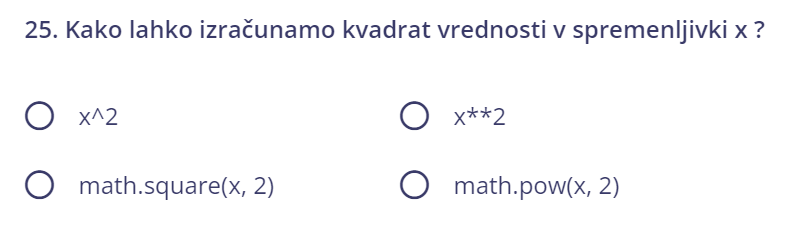 25. Kako lahko izračunamo kvadrat vrednosti v spremenljivki x ?
x^2
x**2
math.square(x, 2)
math.pow(x, 2)